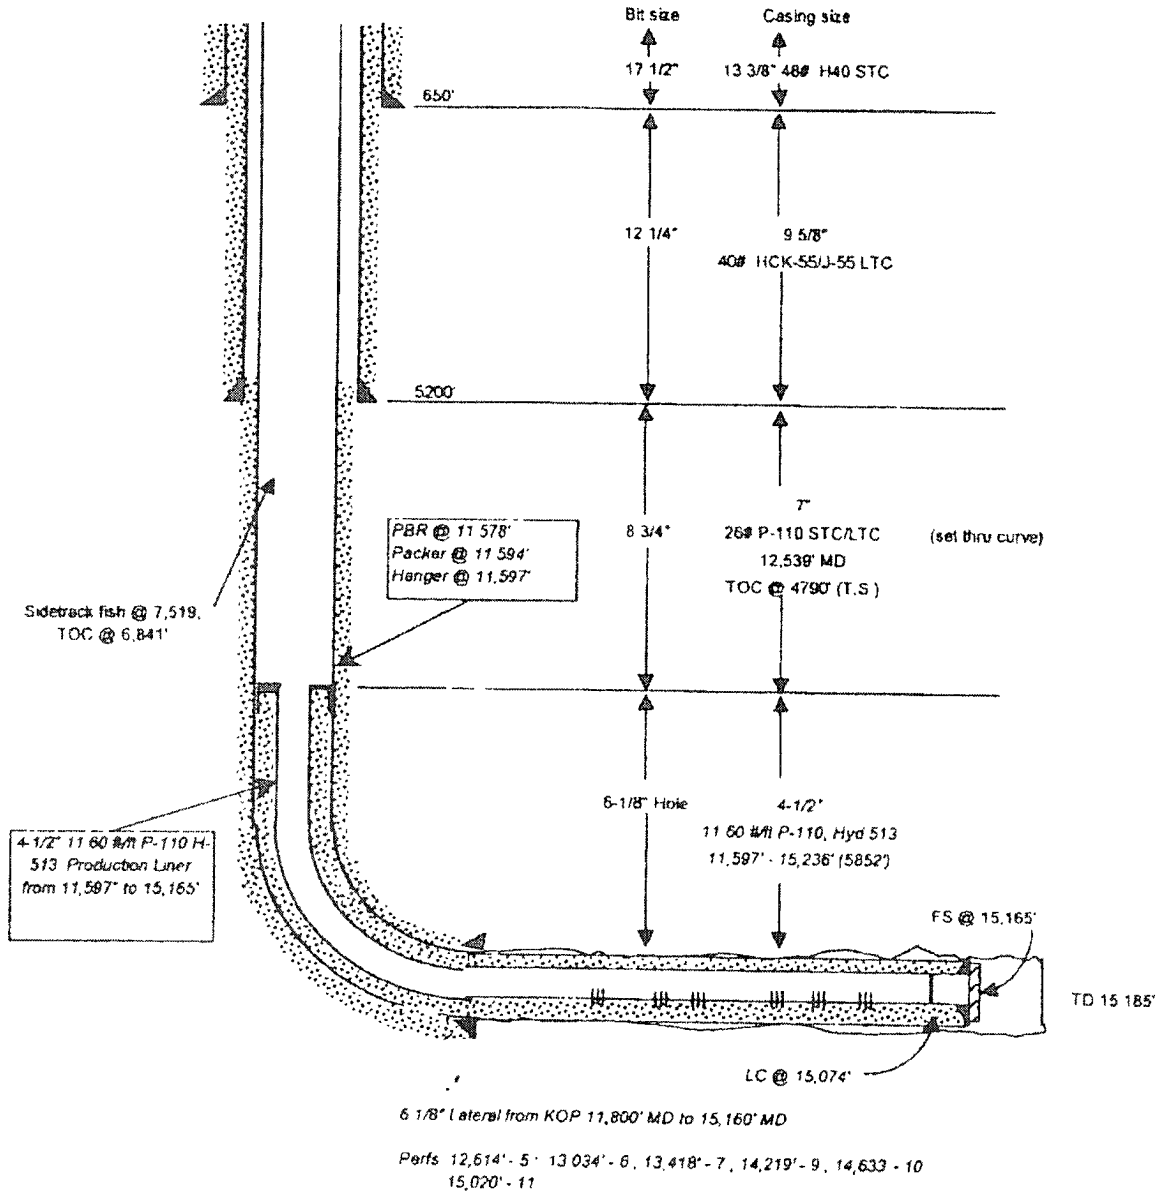 Bit size Casing size
17 1/2" 13 3/8" 48# H40 STC
650'
12 1/4" 9 5/8"
40# HCK-55/J-55 LTC
5200'
7"
8 3/4" 26# P-110 STC/LTC (set thru curve)
12,539' MD
TOC @ 4790' (T.S.)
PBR @ 11 578'
Packer @ 11 594'
Hanger @ 11,597'
Sidetrack fish @ 7,519,
TOC @ 6,841'
6-1/8" Hole 4-1/2"
11 60 #/ft P-110, Hyd 513
11,597' - 15,236' (5852')
4-1/2" 11 60 #/ft P-110 H-
513 Production Liner
from 11,597" to 15,165'
FS @ 15,165'
TD 15 185'
LC @ 15,074'
6 1/8" Lateral from KOP 11,800' MD to 15,160' MD
Perfs 12,614' - 5 ' 13 034' - 6 , 13,418' - 7 , 14,219' - 9 , 14,633 - 10
15,020' - 11